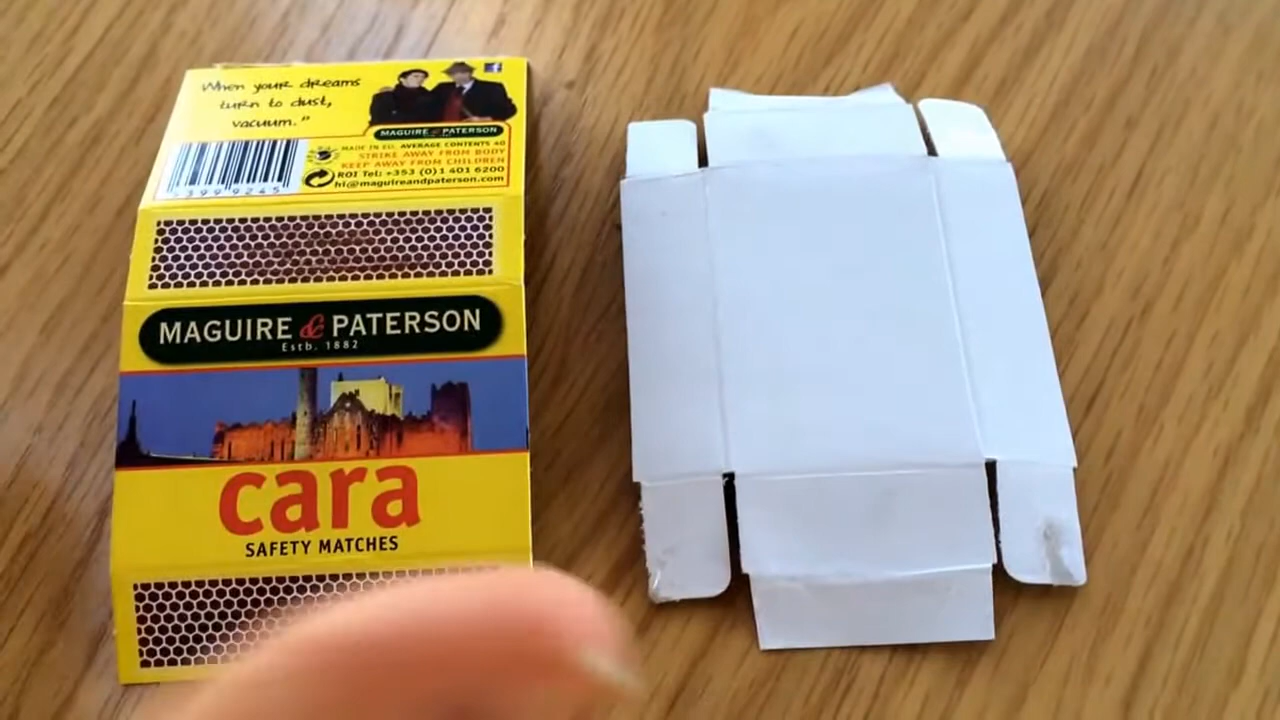 When your dreams
turn to dust,
vacuum."
MAGUIRE & PATERSON
MADE IN EU. AVERAGE CONTENTS 40
STRIKE AWAY FROM BODY
KEEP AWAY FROM CHILDREN
ROI Tel: +353 (0)1 401 6200
hi@maguireandpaterson.com
5399 9245
MAGUIRE & PATERSON
Estb. 1882
cara
SAFETY MATCHES